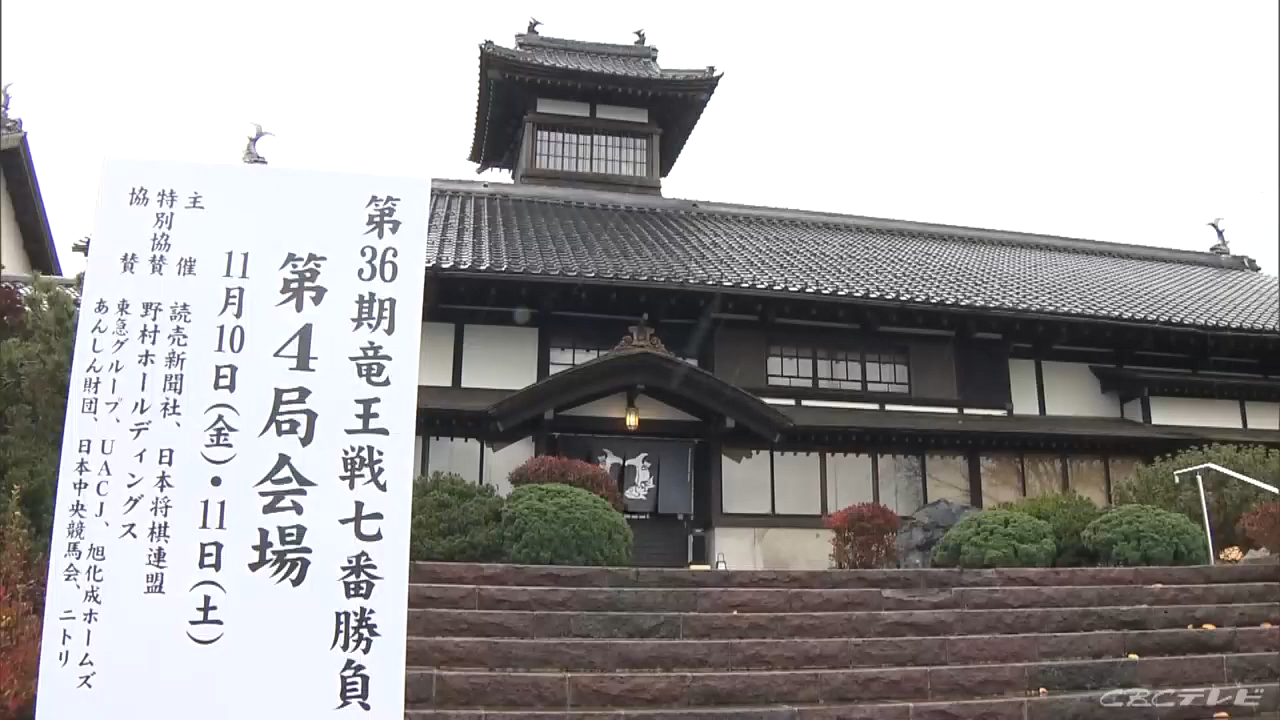 第36期竜王戦七番勝負
第4局会場
11月10日(金)・11日(土)
主催 読売新聞社、日本将棋連盟
特別協賛 野村ホールディングス
協賛 東急グループ、UACJ、旭化成ホームズ
あんしん財団、日本中央競馬会、ニトリ
CBCテレビ